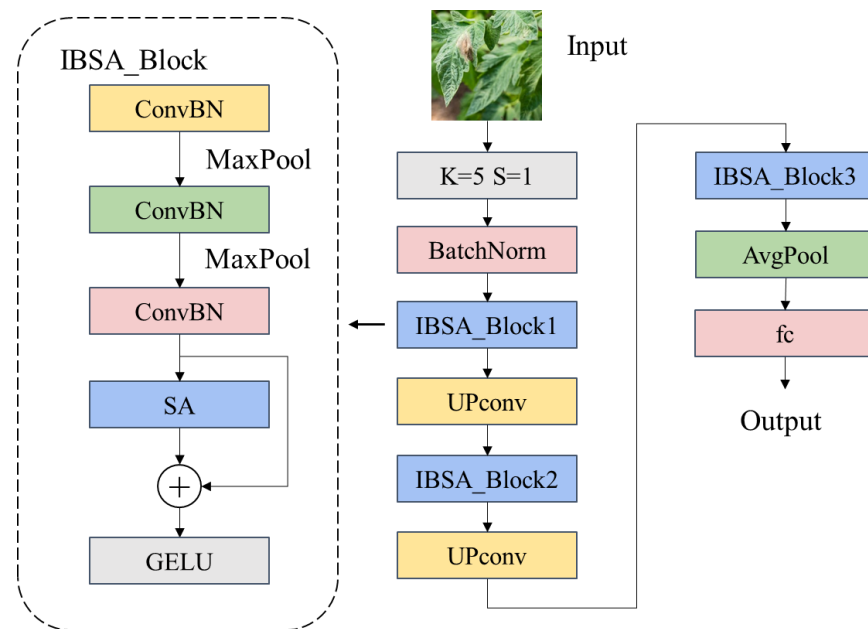 IBSA_Block
ConvBN
MaxPool
ConvBN
MaxPool
ConvBN
SA
+
GELU
Input
K=5 S=1
BatchNorm
IBSA_Block1
UPconv
IBSA_Block2
UPconv
IBSA_Block3
AvgPool
fc
Output